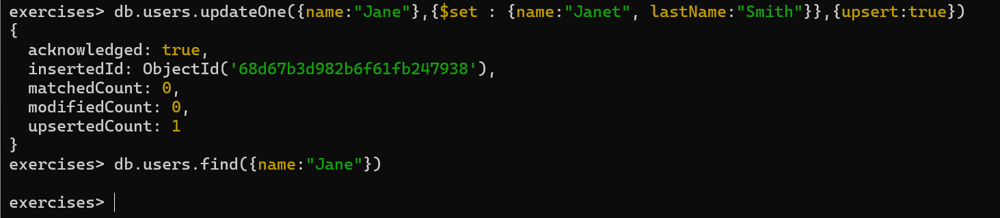 exercises> db.users.updateOne({name:"Jane"},{$set : {name:"Janet", lastName:"Smith"}},{upsert:true})
{
  acknowledged: true,
  insertedId: ObjectId('68d67b3d982b6f61fb247938'),
  matchedCount: 0,
  modifiedCount: 0,
  upsertedCount: 1
}
exercises> db.users.find({name:"Jane"})
exercises>